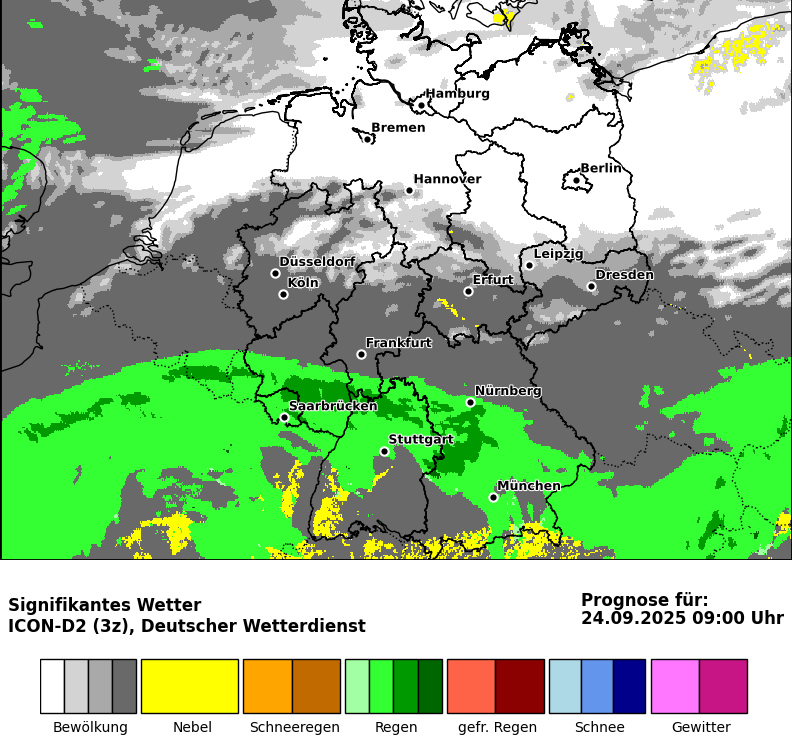 Hamburg
Bremen
Berlin
Hannover
Leipzig
Düsseldorf
Dresden
Erfurt
Köln
Frankfurt
Nürnberg
Saarbrücken
Stuttgart
München
Signifikantes Wetter
ICON-D2 (3z), Deutscher Wetterdienst
Prognose für:
24.09.2025 09:00 Uhr
Bewölkung Nebel Schneeregen Regen gefr. Regen Schnee Gewitter